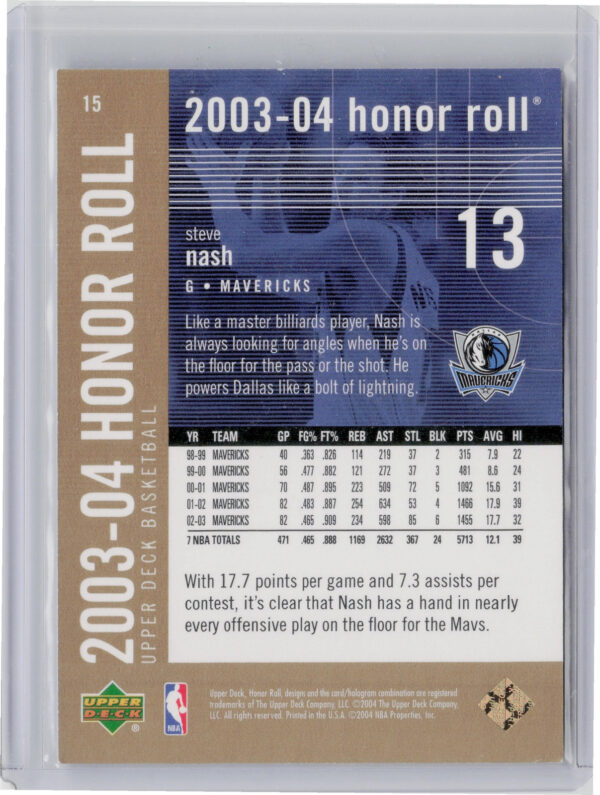 15
2003-04 honor roll®
2003-04 HONOR ROLL
UPPER DECK BASKETBALL
steve
nash
13
G • MAVERICKS
Like a master billiards player, Nash is
always looking for angles when he's on
the floor for the pass or the shot. He
powers Dallas like a bolt of lightning.
DALLAS
MAVERICKS
YR TEAM GP FG% FT% REB AST STL BLK PTS AVG HI
98-99 MAVERICKS 40 .363 .826 114 219 37 2 315 7.9 22
99-00 MAVERICKS 56 .477 .882 121 272 37 3 481 8.6 24
00-01 MAVERICKS 70 .487 .895 223 509 72 5 1092 15.6 31
01-02 MAVERICKS 82 .483 .887 254 634 53 4 1466 17.9 39
02-03 MAVERICKS 82 .465 .909 234 598 85 6 1455 17.7 32
7 NBA TOTALS 471 .465 .888 1169 2632 367 24 5713 12.1 39
With 17.7 points per game and 7.3 assists per
contest, it's clear that Nash has a hand in nearly
every offensive play on the floor for the Mavs.
UPPER
DECK
®
NBA
Upper Deck, Honor Roll, designs and the card/hologram combination are registered
trademarks of The Upper Deck Company, LLC. ©2004 The Upper Deck Company,
LLC. All rights reserved. Printed in the U.S.A. ©2004 NBA Properties, Inc.